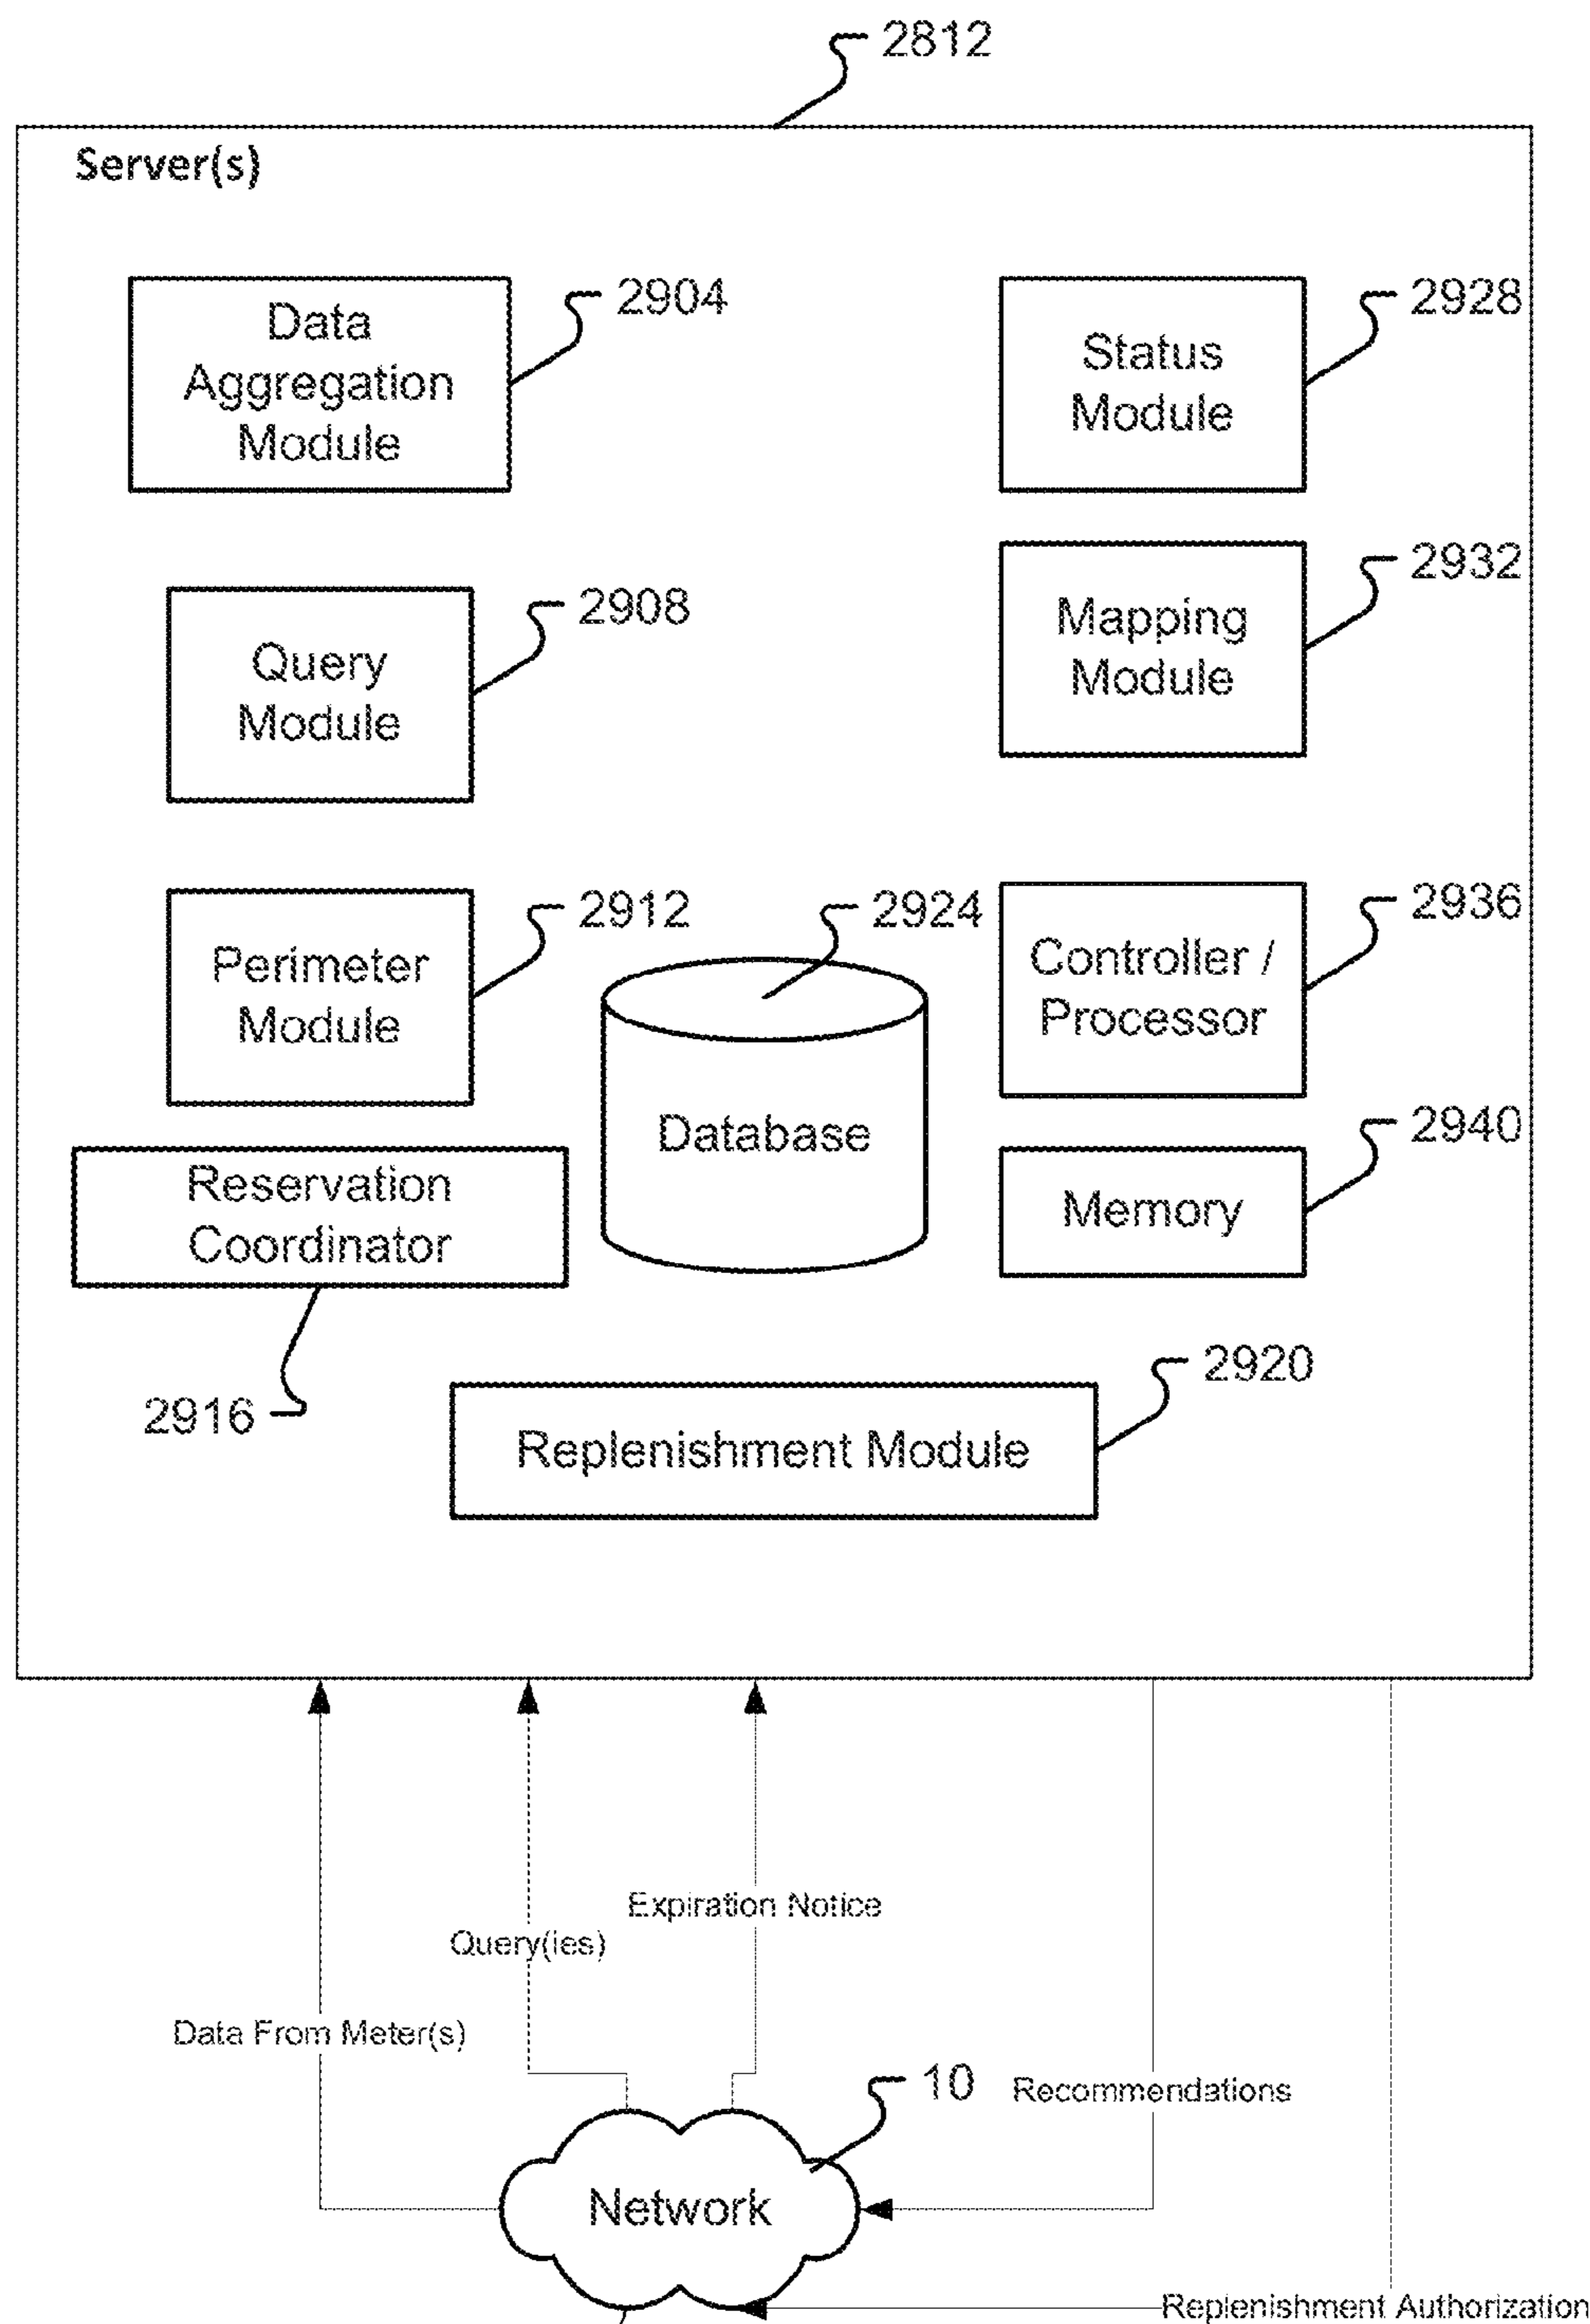 2812
Server(s)
Data
Aggregation
Module
2904
Status
Module
2928
Query
Module
2908
Mapping
Module
2932
Perimeter
Module
2912
2924
Database
Controller /
Processor
2936
Reservation
Coordinator
2916
Memory
2940
Replenishment Module
2920
Expiration Notice
Query(ies)
Data From Meter(s)
10
Recommendations
Network
Replenishment Authorization